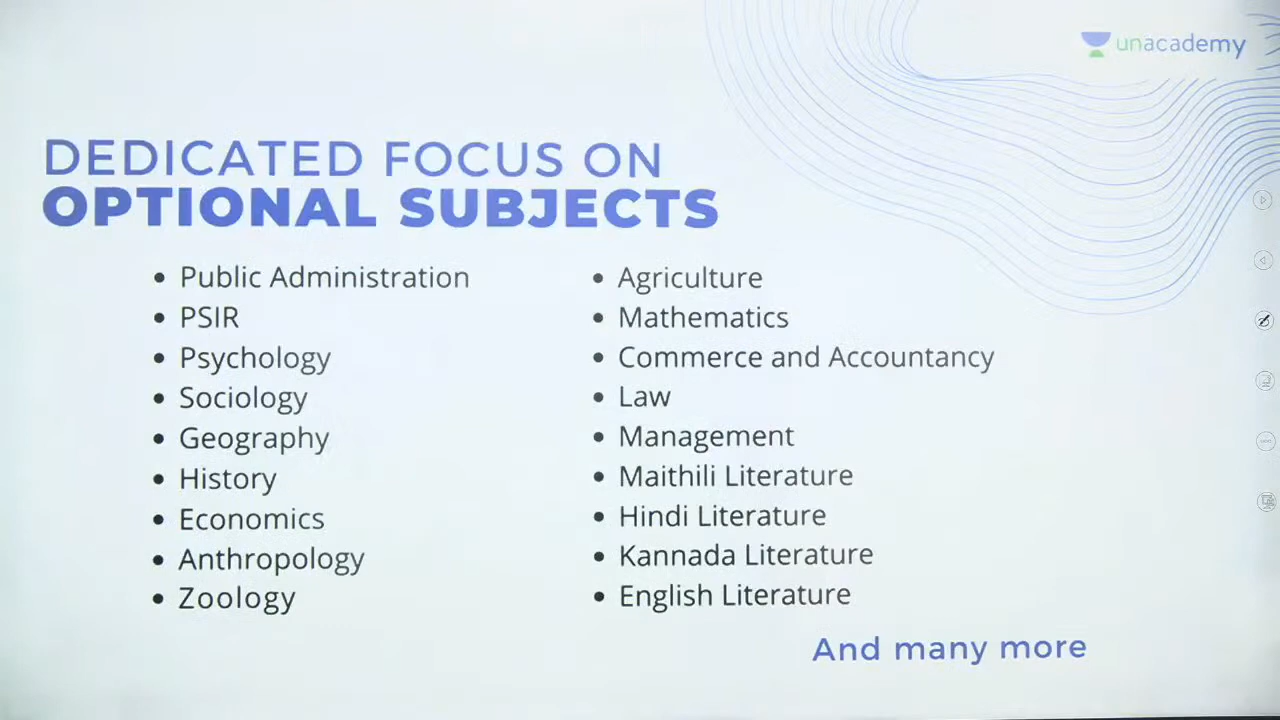 unacademy
DEDICATED FOCUS ON
OPTIONAL SUBJECTS
• Public Administration
• PSIR
• Psychology
• Sociology
• Geography
• History
• Economics
• Anthropology
• Zoology
• Agriculture
• Mathematics
• Commerce and Accountancy
• Law
• Management
• Maithili Literature
• Hindi Literature
• Kannada Literature
• English Literature
And many more